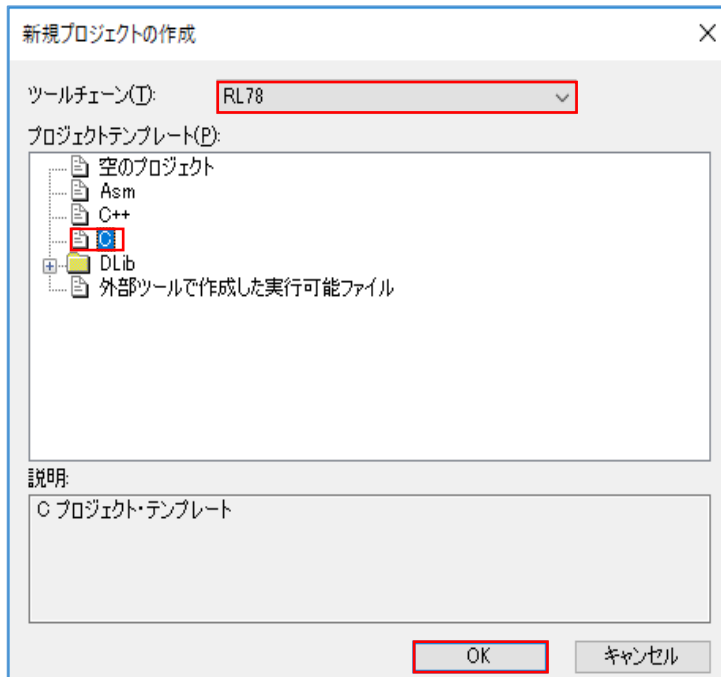 新規プロジェクトの作成
ツールチェーン(T): RL78
プロジェクトテンプレート(P):
空のプロジェクト
Asm
C++
C
DLib
外部ツールで作成した実行可能ファイル
説明:
C プロジェクト・テンプレート
OK キャンセル